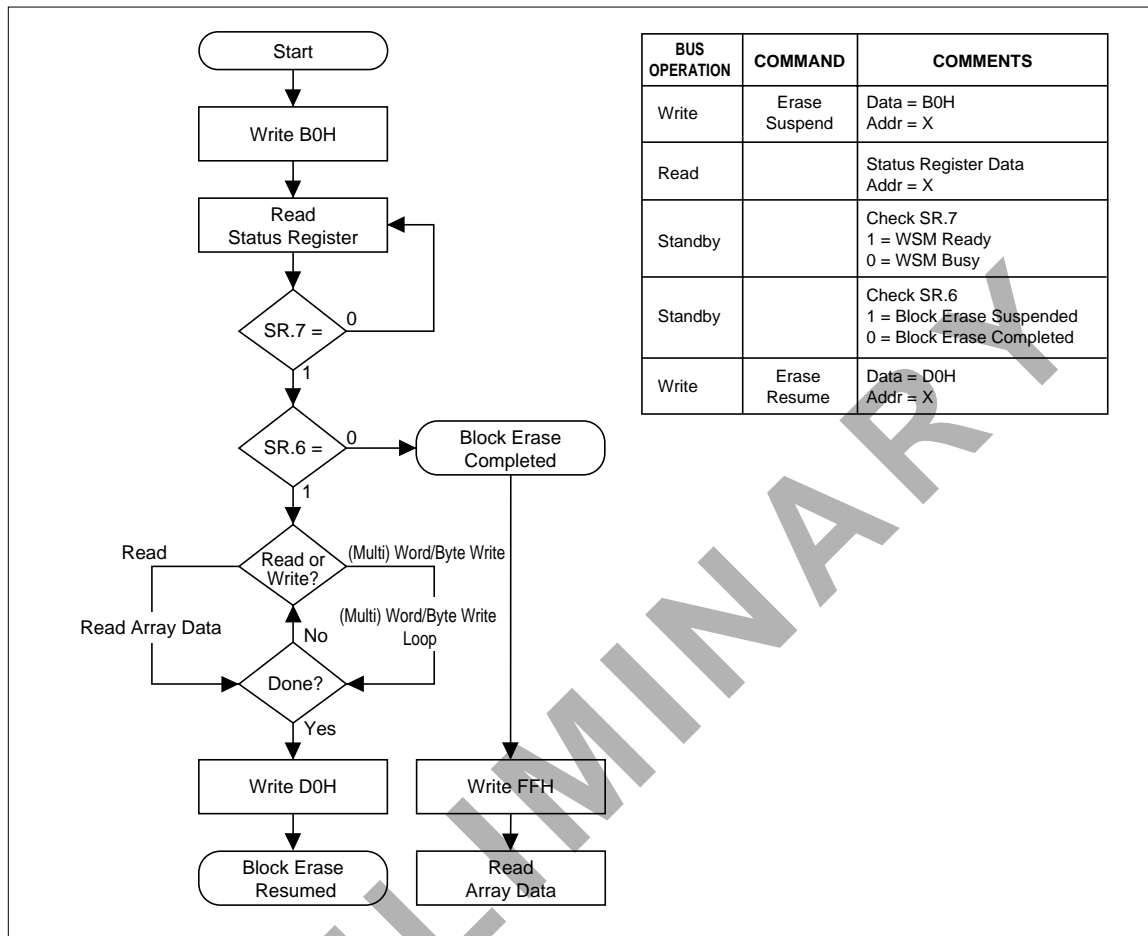 Start
Write B0H
Read
Status Register
SR.7 =
0
1
SR.6 =
0
Block Erase
Completed
1
Read
Read or
Write?
(Multi) Word/Byte Write
Read Array Data
(Multi) Word/Byte Write
Loop
No
Done?
Yes
Write D0H
Write FFH
Block Erase
Resumed
Read
Array Data
BUS
OPERATION
COMMAND
COMMENTS
Write
Erase
Suspend
Data = B0H
Addr = X
Read
Status Register Data
Addr = X
Standby
Check SR.7
1 = WSM Ready
0 = WSM Busy
Standby
Check SR.6
1 = Block Erase Suspended
0 = Block Erase Completed
Write
Erase
Resume
Data = D0H
Addr = X
LIMINARY